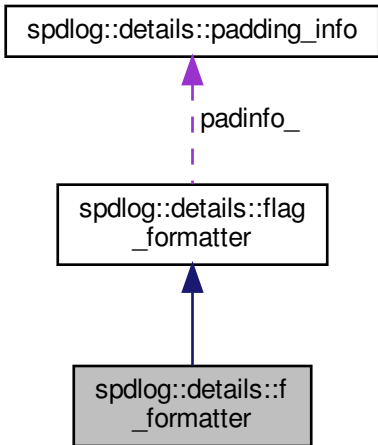 spdlog::details::padding_info
padinfo_
spdlog::details::flag
_formatter
spdlog::details::f
_formatter